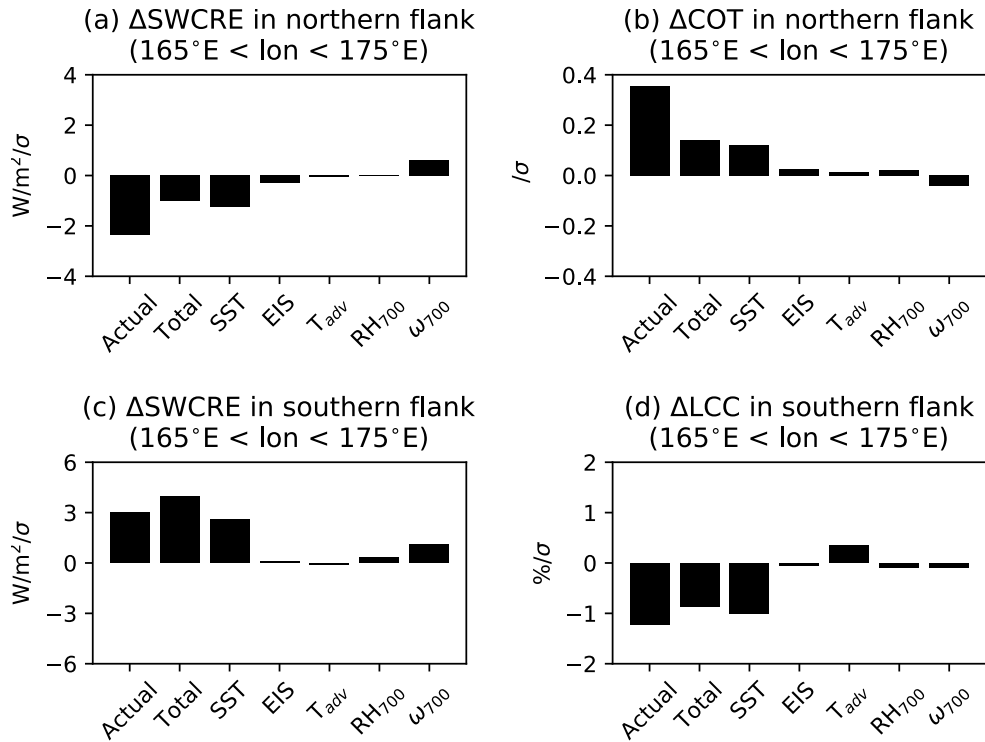 (a) ΔSWCRE in northern flank
(165°E < lon < 175°E)
W/m²/σ
4
2
0
−2
−4
Actual
Total
SST
EIS
T_adv
RH₇₀₀
ω₇₀₀
(b) ΔCOT in northern flank
(165°E < lon < 175°E)
/σ
0.4
0.2
0.0
−0.2
−0.4
Actual
Total
SST
EIS
T_adv
RH₇₀₀
ω₇₀₀
(c) ΔSWCRE in southern flank
(165°E < lon < 175°E)
W/m²/σ
6
3
0
−3
−6
Actual
Total
SST
EIS
T_adv
RH₇₀₀
ω₇₀₀
(d) ΔLCC in southern flank
(165°E < lon < 175°E)
%/σ
2
1
0
−1
−2
Actual
Total
SST
EIS
T_adv
RH₇₀₀
ω₇₀₀